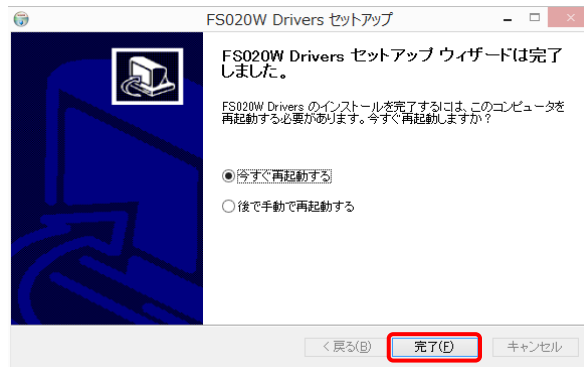 FS020W Drivers セットアップ
FS020W Drivers セットアップ ウィザードは完了
しました。
FS020W Drivers のインストールを完了するには、このコンピュータを
再起動する必要があります。今すぐ再起動しますか？
今すぐ再起動する
後で手動で再起動する
< 戻る(B) 完了(F) キャンセル